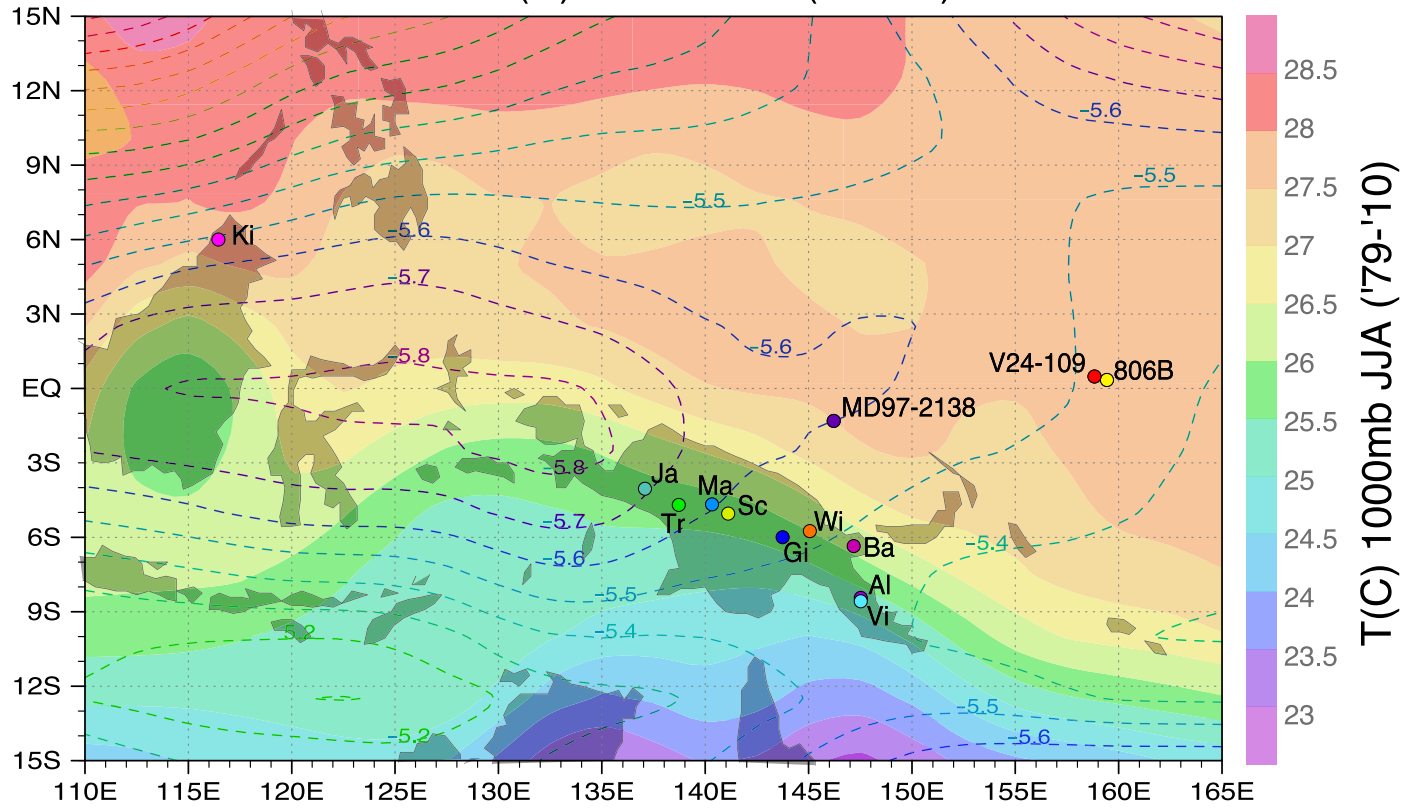 15N
12N
9N
6N
3N
EQ
3S
6S
9S
12S
15S
110E 115E 120E 125E 130E 135E 140E 145E 150E 155E 160E 165E
-5.6
-5.5
-5.5
-5.6
-5.7
-5.6
-5.8
-5.8
-5.7
-5.6
-5.5
-5.4
-5.4
-5.2
-5.5
-5.2
-5.6
Ki
V24-109
806B
MD97-2138
Ja
Ma
Sc
Tr
Wi
Gi
Ba
Al
Vi
28.5
28
27.5
27
26.5
26
25.5
25
24.5
24
23.5
23
T(C) 1000mb JJA ('79-'10)